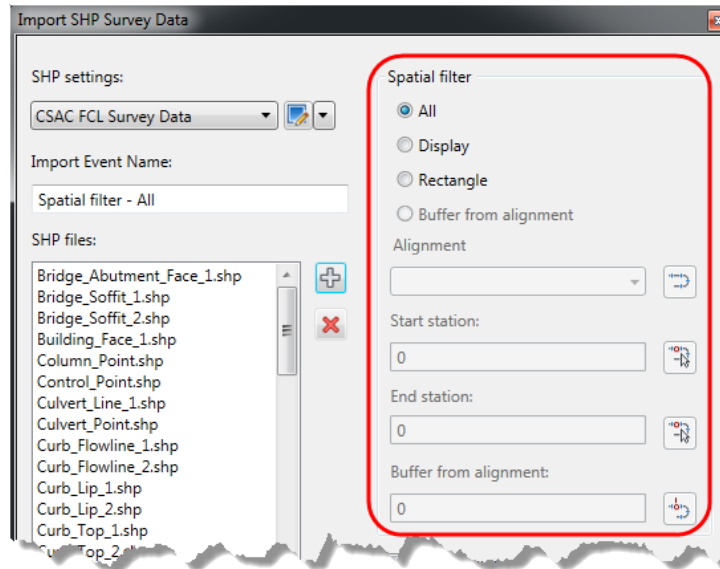 Import SHP Survey Data
SHP settings:
CSAC FCL Survey Data
Import Event Name:
Spatial filter - All
SHP files:
Bridge_Abutment_Face_1.shp
Bridge_Soffit_1.shp
Bridge_Soffit_2.shp
Building_Face_1.shp
Column_Point.shp
Control_Point.shp
Culvert_Line_1.shp
Culvert_Point.shp
Curb_Flowline_1.shp
Curb_Flowline_2.shp
Curb_Lip_1.shp
Curb_Lip_2.shp
Curb_Top_1.shp
Spatial filter
All
Display
Rectangle
Buffer from alignment
Alignment
Start station:
0
End station:
0
Buffer from alignment:
0